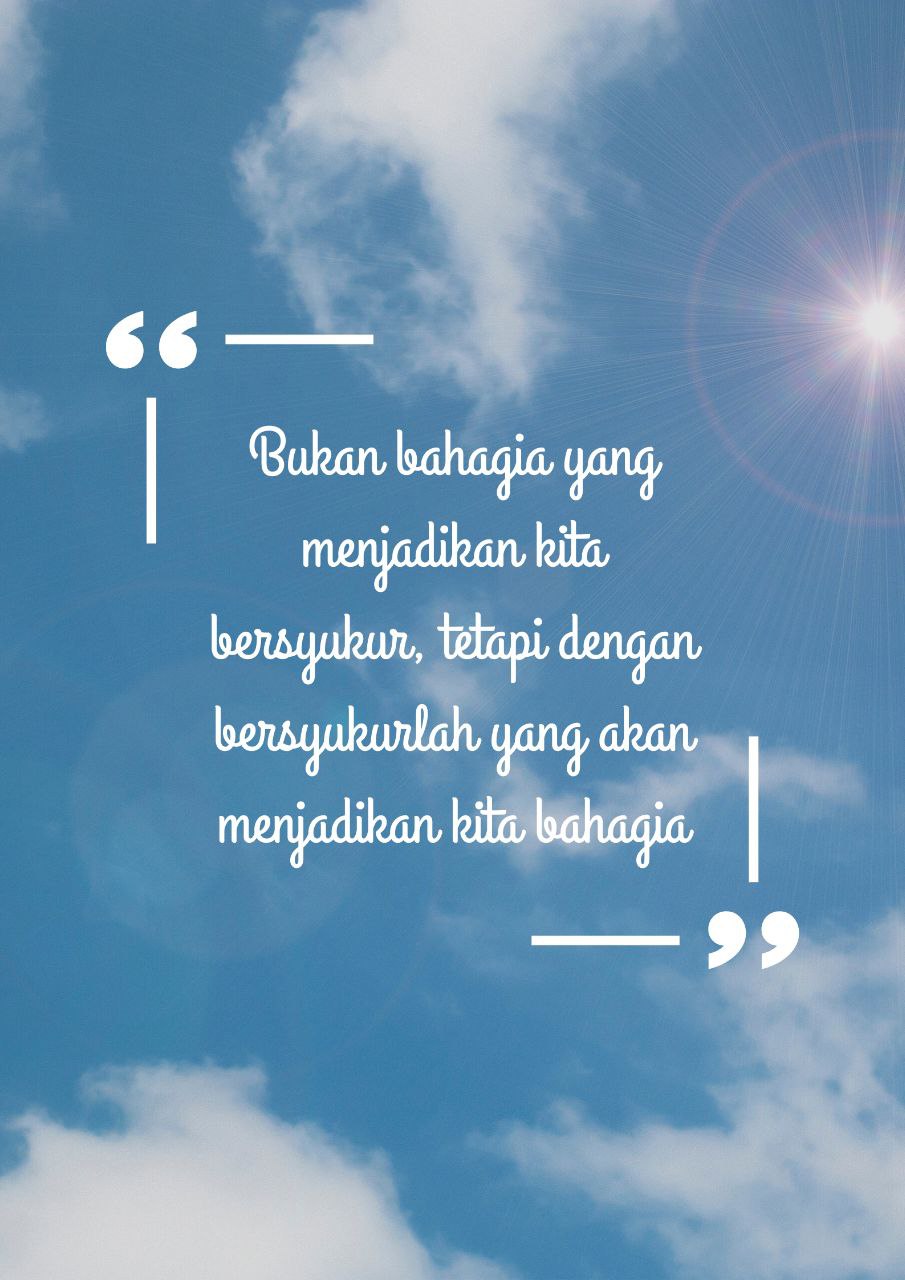 “
Bukan bahagia yang
menjadikan kita
bersyukur, tetapi dengan
bersyukurlah yang akan
menjadikan kita bahagia
”